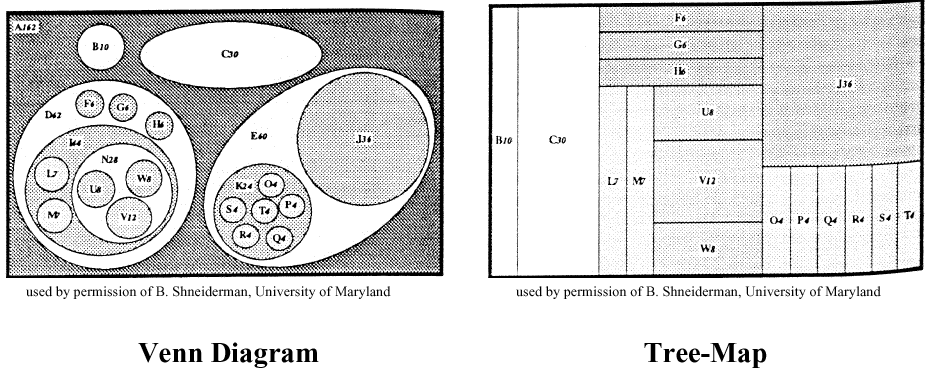 A162
B10
C30
D62
F6
G6
H6
E60
J36
I44
N28
L7
U8
W8
M7
V12
K24
O4
S4
T4
P4
R4
Q4
used by permission of B. Shneiderman, University of Maryland
Venn Diagram
F6
G6
H6
J36
U8
B10
C30
L7
M7
V12
O4
P4
Q4
R4
S4
T4
W8
used by permission of B. Shneiderman, University of Maryland
Tree-Map